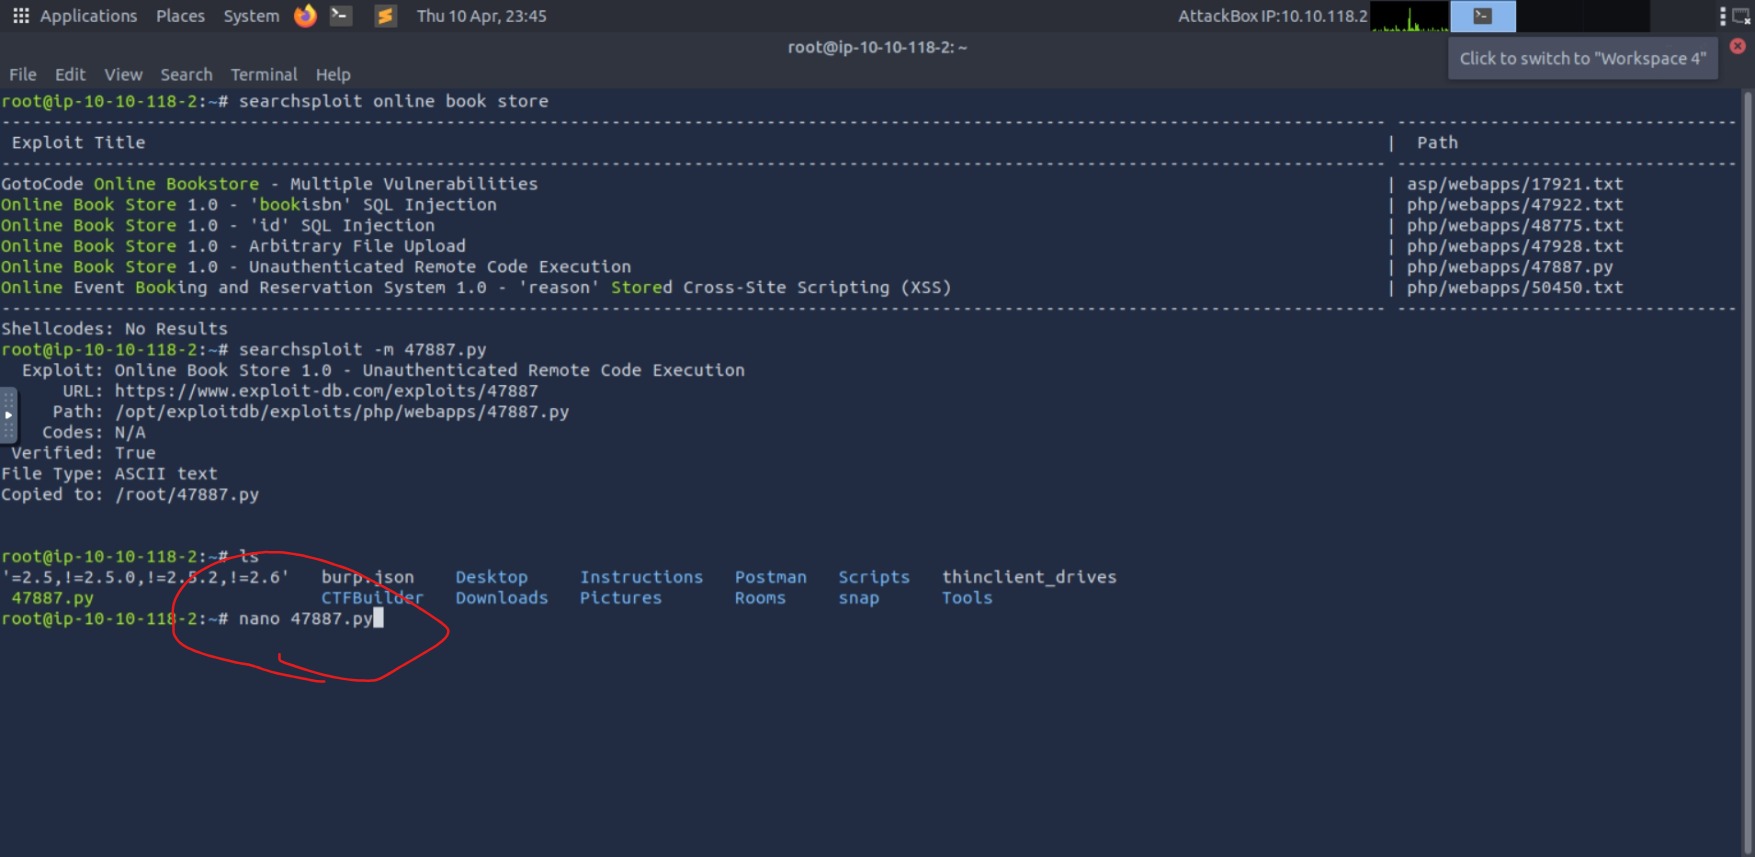 Applications Places System Thu 10 Apr, 23:45 AttackBox IP:10.10.118.2
root@ip-10-10-118-2: ~
Click to switch to "Workspace 4"
File Edit View Search Terminal Help
root@ip-10-10-118-2:~# searchsploit online book store
Exploit Title | Path
GotoCode Online Bookstore - Multiple Vulnerabilities | asp/webapps/17921.txt
Online Book Store 1.0 - 'bookisbn' SQL Injection | php/webapps/47922.txt
Online Book Store 1.0 - 'id' SQL Injection | php/webapps/48775.txt
Online Book Store 1.0 - Arbitrary File Upload | php/webapps/47928.txt
Online Book Store 1.0 - Unauthenticated Remote Code Execution | php/webapps/47887.py
Online Event Booking and Reservation System 1.0 - 'reason' Stored Cross-Site Scripting (XSS) | php/webapps/50450.txt
Shellcodes: No Results
root@ip-10-10-118-2:~# searchsploit -m 47887.py
Exploit: Online Book Store 1.0 - Unauthenticated Remote Code Execution
URL: https://www.exploit-db.com/exploits/47887
Path: /opt/exploitdb/exploits/php/webapps/47887.py
Codes: N/A
Verified: True
File Type: ASCII text
Copied to: /root/47887.py
root@ip-10-10-118-2:~# ls
'=2.5,!=2.5.0,!=2.5.2,!=2.6' burp.json Desktop Instructions Postman Scripts thinclient_drives
47887.py CTFBuilder Downloads Pictures Rooms snap Tools
root@ip-10-10-118-2:~# nano 47887.py